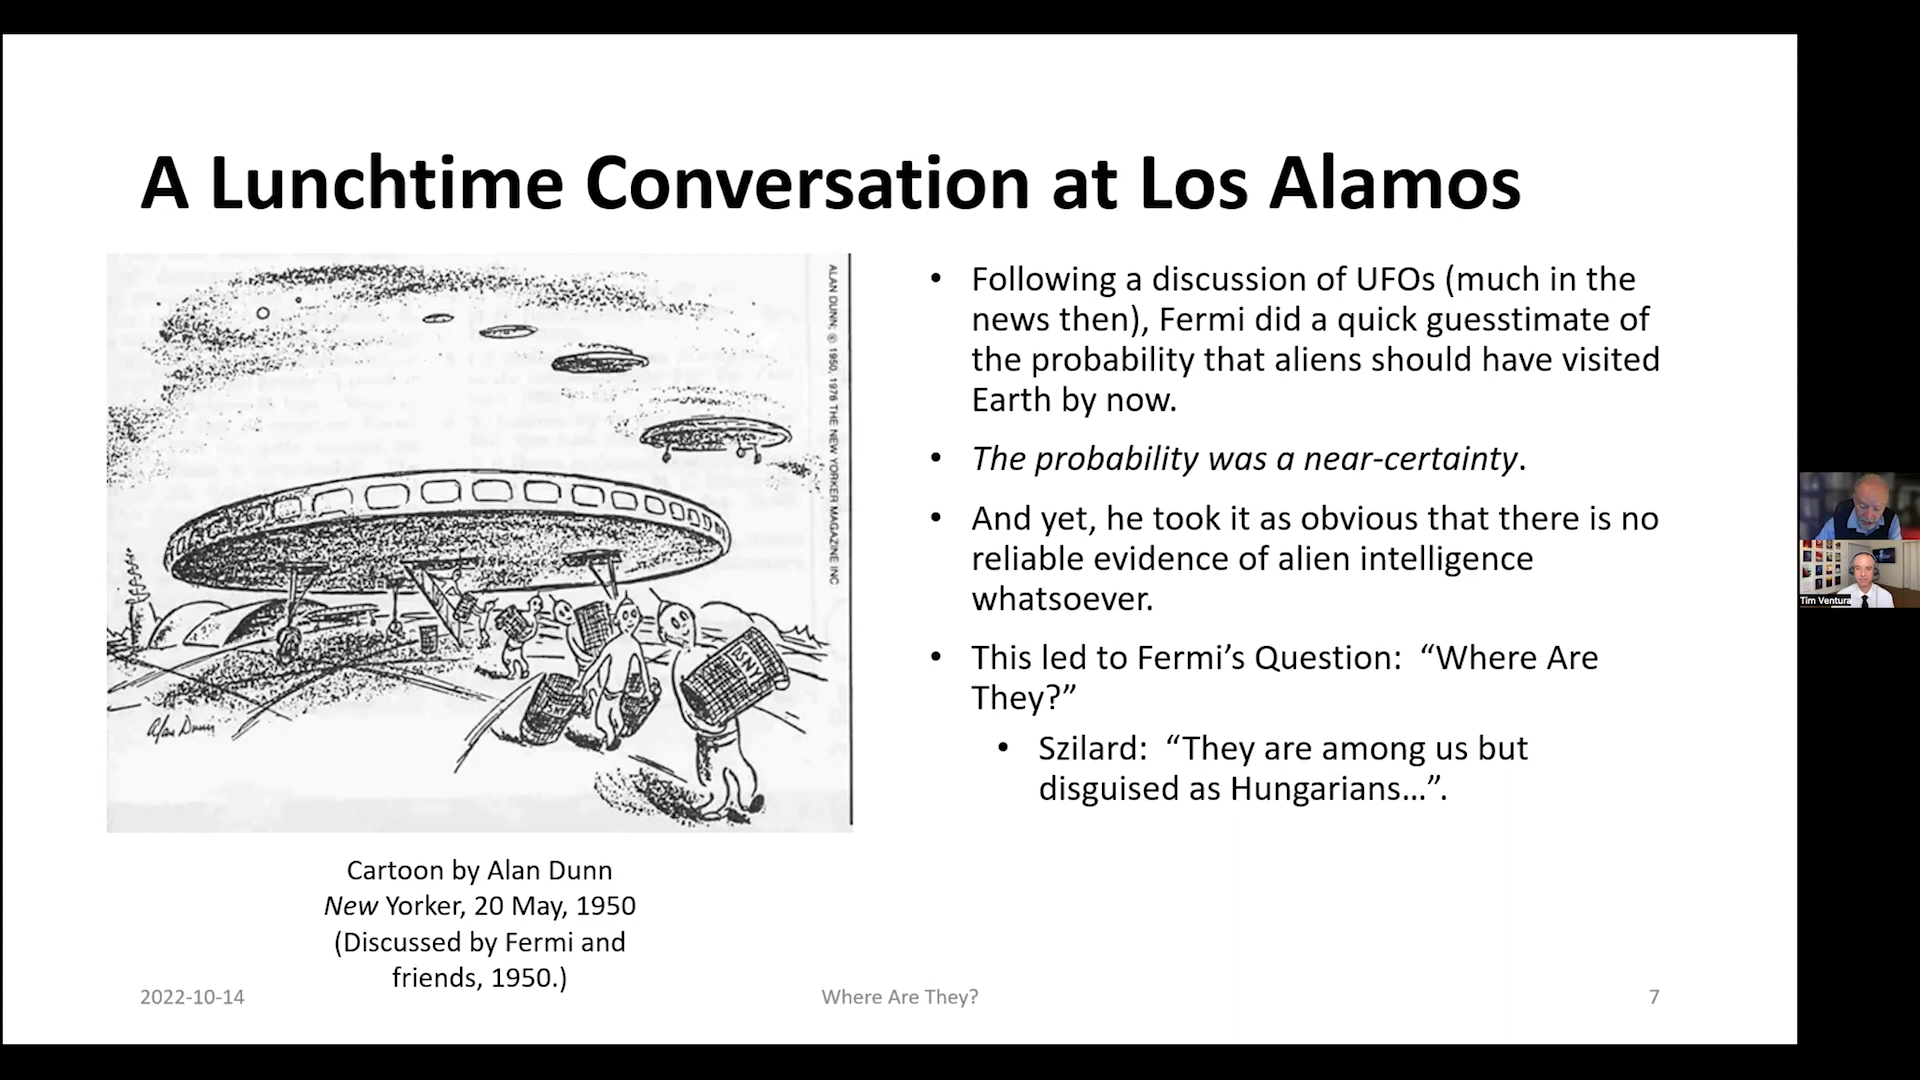 A Lunchtime Conversation at Los Alamos
ALAN DUNN; © 1950, 1978 THE NEW YORKER MAGAZINE INC
DSNY
DSNY
Alan Dunn
Cartoon by Alan Dunn
New Yorker, 20 May, 1950
(Discussed by Fermi and
friends, 1950.)
• Following a discussion of UFOs (much in the
news then), Fermi did a quick guesstimate of
the probability that aliens should have visited
Earth by now.
• The probability was a near-certainty.
• And yet, he took it as obvious that there is no
reliable evidence of alien intelligence
whatsoever.
• This led to Fermi’s Question:  “Where Are
They?”
• Szilard:  “They are among us but
disguised as Hungarians…”.
2022-10-14
Where Are They?
7
Tim Ventura